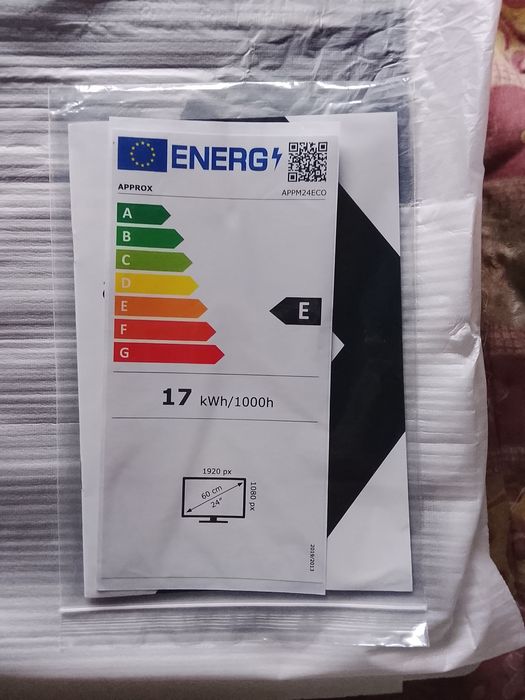 ENERG
APPROX
APPM24ECO
A
B
C
D
E
E
F
G
17 kWh/1000h
1920 px
60 cm
24"
1080 px
2019/2013